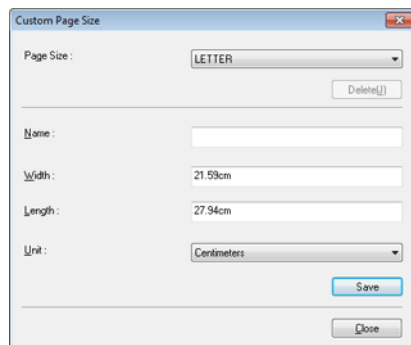 Custom Page Size
Page Size :
LETTER
Delete(J)
Name :
Width :
21.59cm
Length :
27.94cm
Unit :
Centimeters
Save
Close